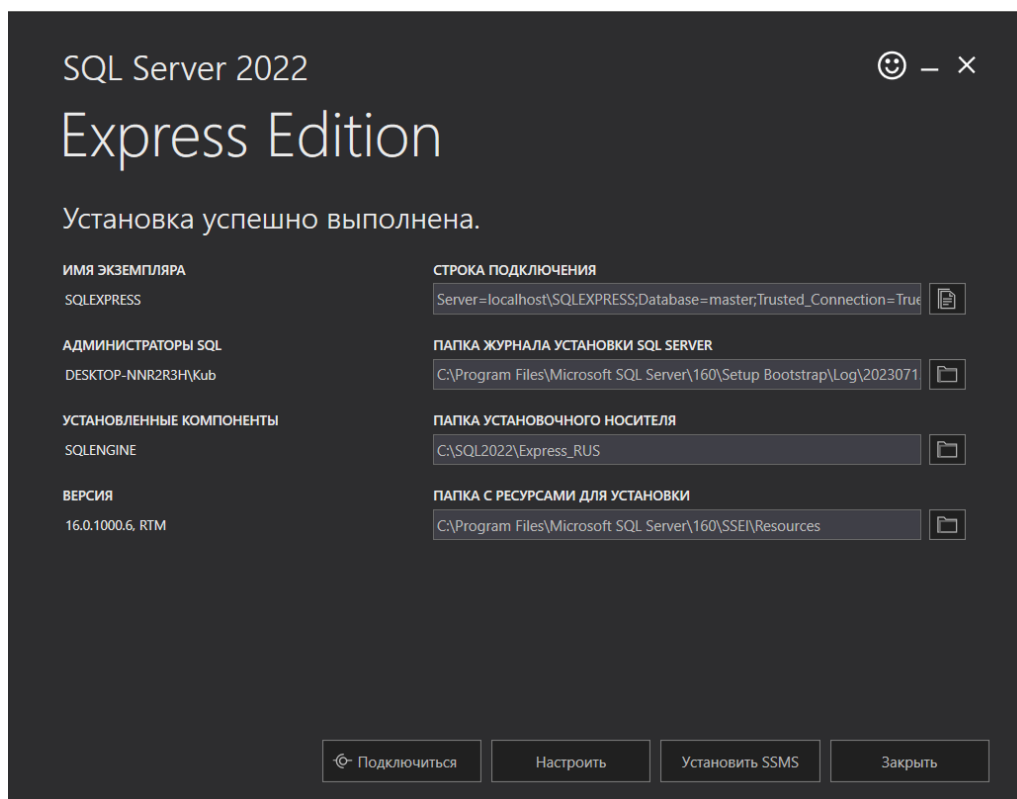 SQL Server 2022
Express Edition
Установка успешно выполнена.
ИМЯ ЭКЗЕМПЛЯРА
SQLEXPRESS
СТРОКА ПОДКЛЮЧЕНИЯ
Server=localhost\SQLEXPRESS;Database=master;Trusted_Connection=True
АДМИНИСТРАТОРЫ SQL
DESKTOP-NNR2R3H\Kub
ПАПКА ЖУРНАЛА УСТАНОВКИ SQL SERVER
C:\Program Files\Microsoft SQL Server\160\Setup Bootstrap\Log\2023071
УСТАНОВЛЕННЫЕ КОМПОНЕНТЫ
SQLENGINE
ПАПКА УСТАНОВОЧНОГО НОСИТЕЛЯ
C:\SQL2022\Express_RUS
ВЕРСИЯ
16.0.1000.6, RTM
ПАПКА С РЕСУРСАМИ ДЛЯ УСТАНОВКИ
C:\Program Files\Microsoft SQL Server\160\SSEI\Resources
Подключиться
Настроить
Установить SSMS
Закрыть